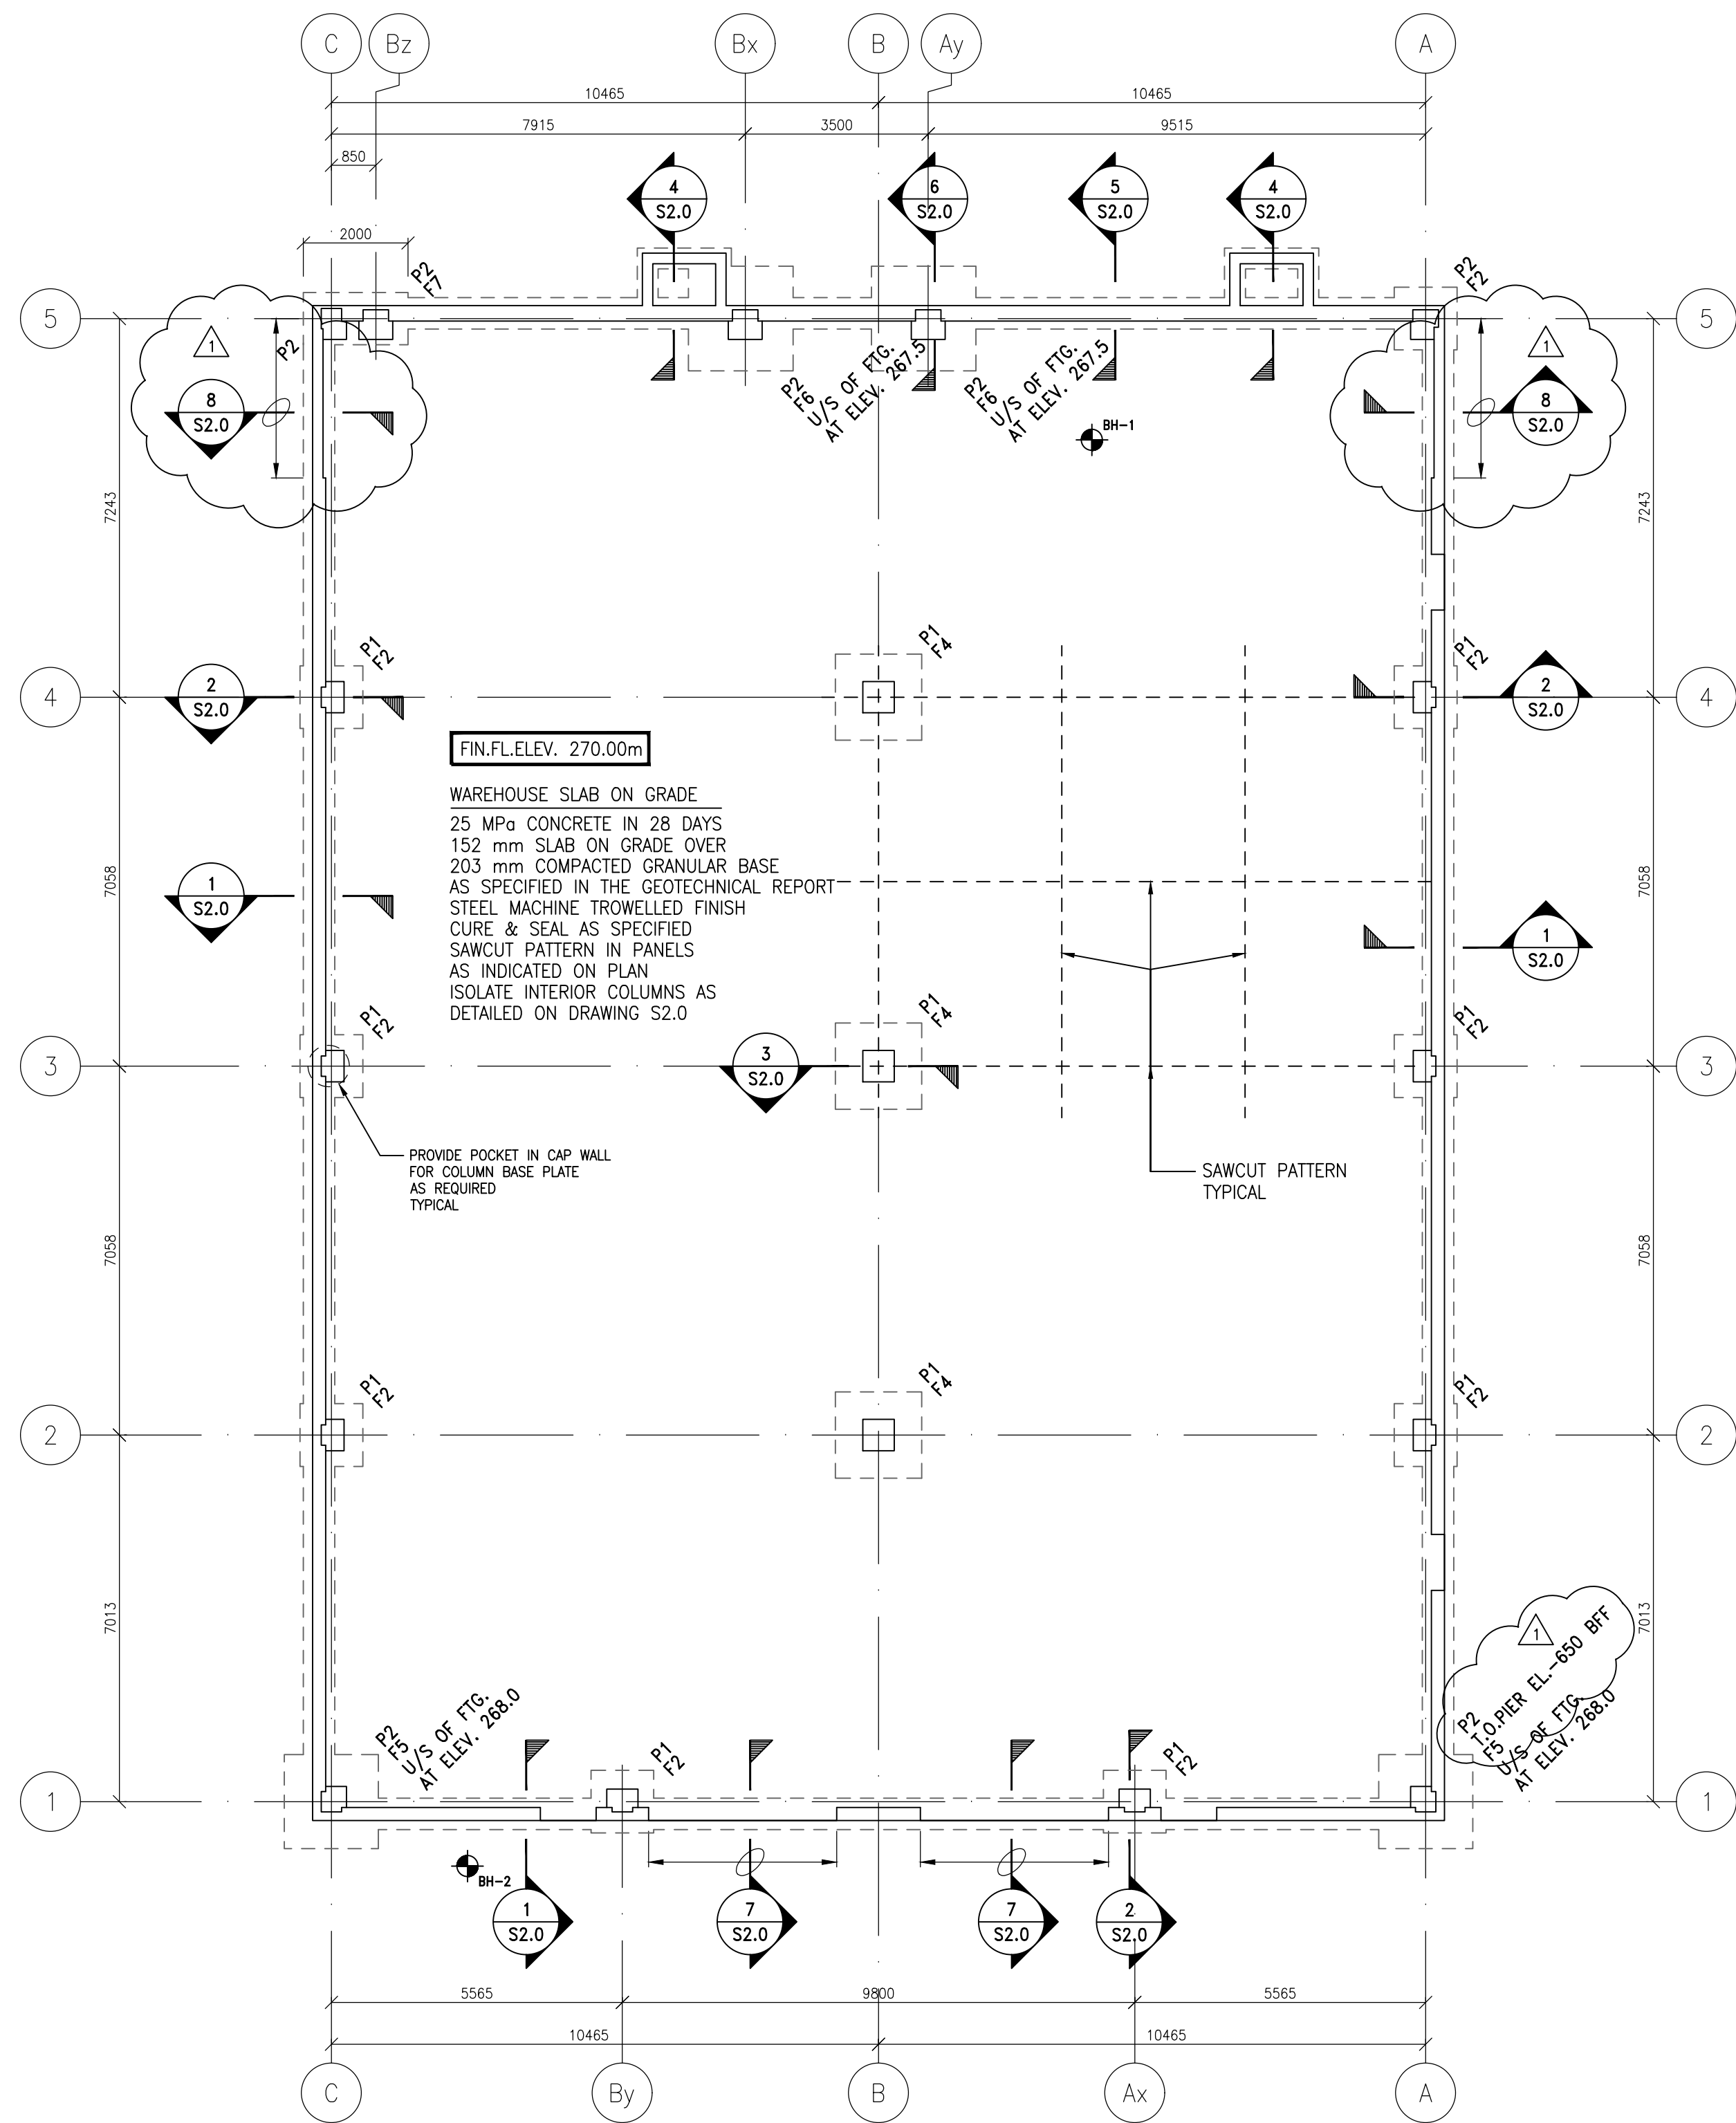 C
Bz
Bx
B
Ay
A
10465
10465
7915
3500
9515
850
4
S2.0
6
S2.0
5
S2.0
4
S2.0
2000
P2
F7
P2
F2
5
5
1
P2
1
8
S2.0
8
S2.0
P2
F6
U/S OF FTG.
AT ELEV. 267.5
P2
F6
U/S OF FTG.
AT ELEV. 267.5
BH-1
7243
7243
P1
F2
P1
F4
P1
F2
4
2
S2.0
2
S2.0
4
FIN.FL.ELEV. 270.00m
WAREHOUSE SLAB ON GRADE
25 MPa CONCRETE IN 28 DAYS
152 mm SLAB ON GRADE OVER
203 mm COMPACTED GRANULAR BASE
AS SPECIFIED IN THE GEOTECHNICAL REPORT
STEEL MACHINE TROWELLED FINISH
CURE & SEAL AS SPECIFIED
SAWCUT PATTERN IN PANELS
AS INDICATED ON PLAN
ISOLATE INTERIOR COLUMNS AS
DETAILED ON DRAWING S2.0
7058
7058
1
S2.0
1
S2.0
P1
F2
P1
F4
P1
F2
3
3
S2.0
3
PROVIDE POCKET IN CAP WALL
FOR COLUMN BASE PLATE
AS REQUIRED
TYPICAL
SAWCUT PATTERN
TYPICAL
7058
7058
P1
F2
P1
F4
P1
F2
2
2
7013
7013
1
P2
T.O.PIER EL.-650 BFF
F5
U/S OF FTG.
AT ELEV. 268.0
P2
F5
U/S OF FTG.
AT ELEV. 268.0
P1
F2
P1
F2
1
1
BH-2
1
S2.0
7
S2.0
7
S2.0
2
S2.0
5565
9800
5565
10465
10465
C
By
B
Ax
A